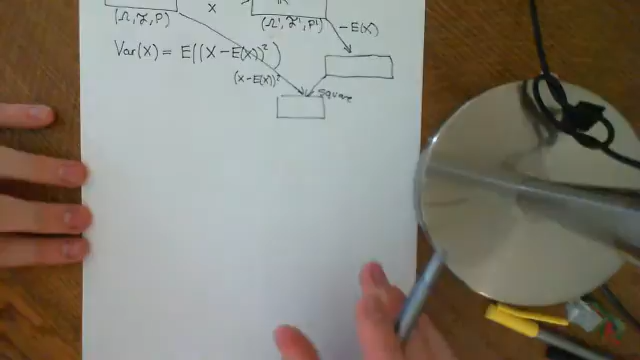 X
(Ω, 𝓕, P)
(Ω', 𝓕', P')
-E(X)
Var(X) = E((X - E(X))²)
(X-E(X))²
square